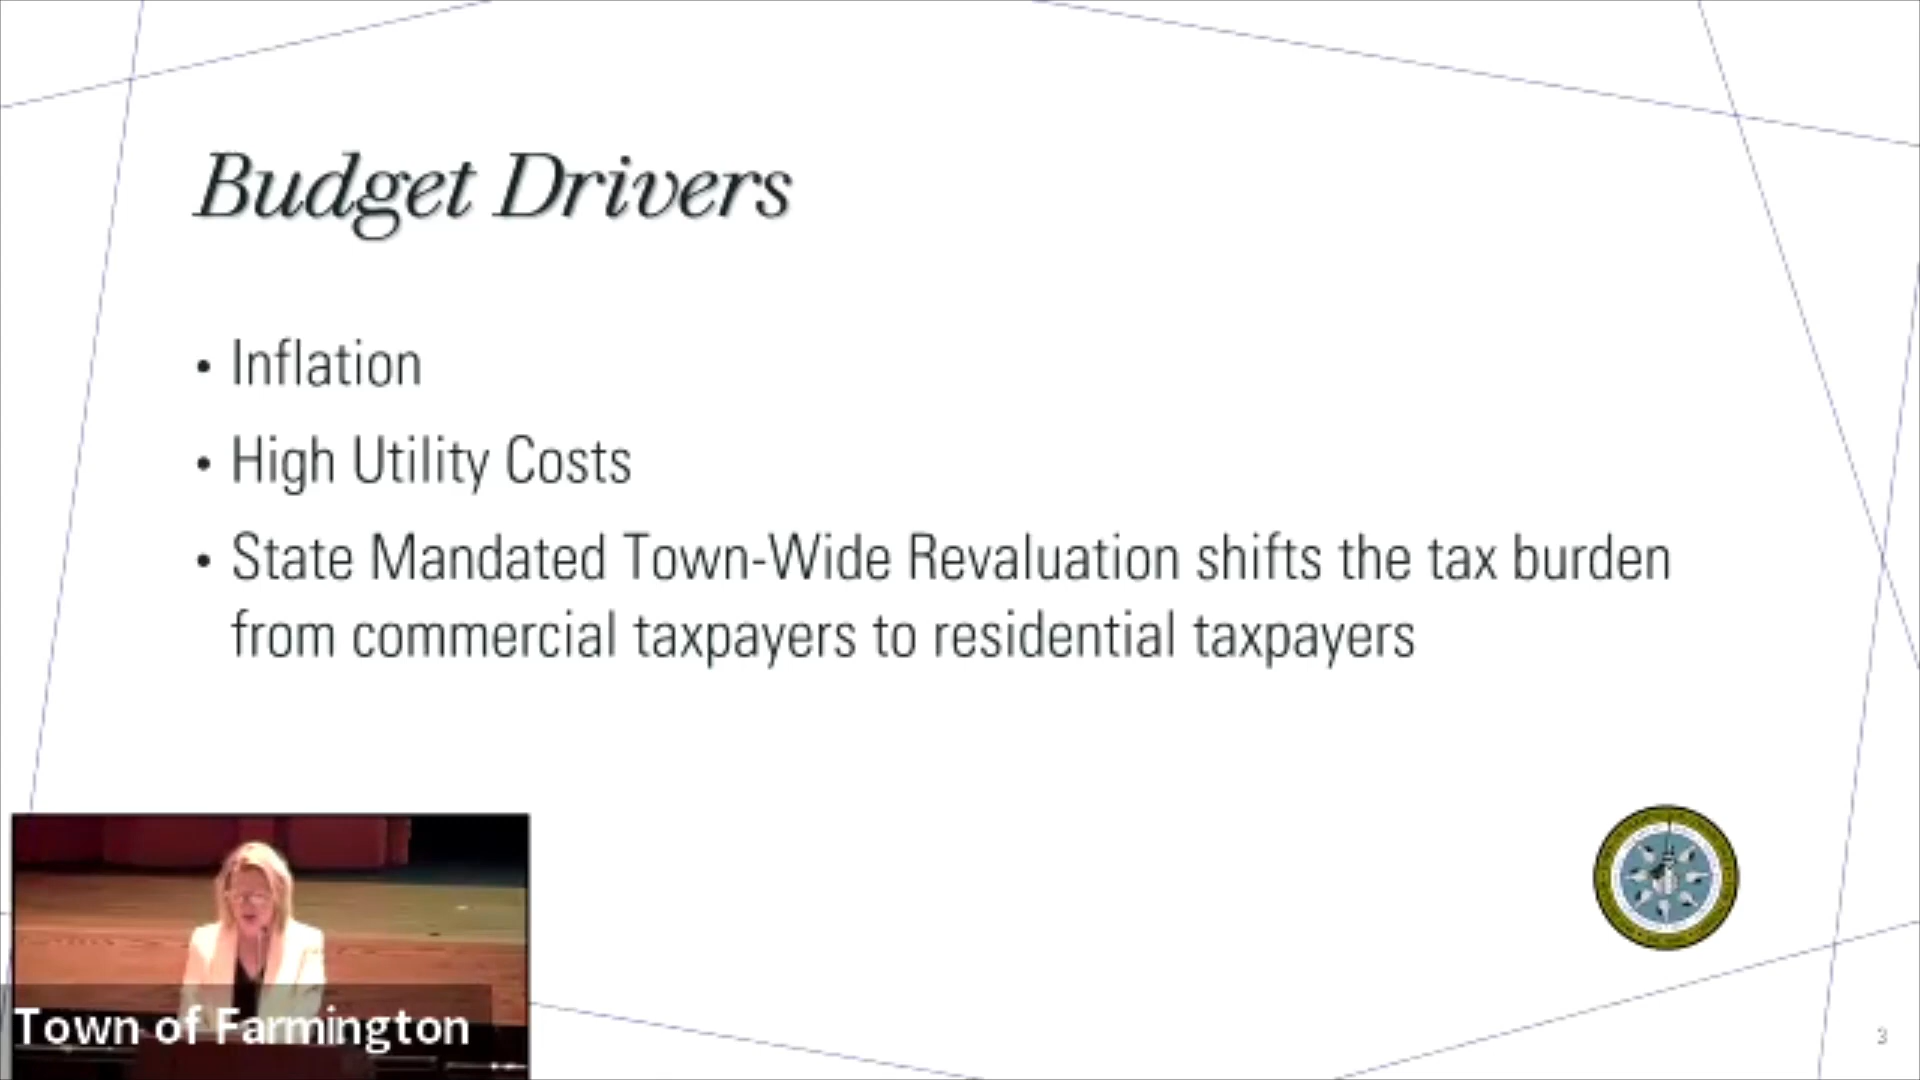 Budget Drivers
• Inflation
• High Utility Costs
• State Mandated Town-Wide Revaluation shifts the tax burden
from commercial taxpayers to residential taxpayers
Town of Farmington
3